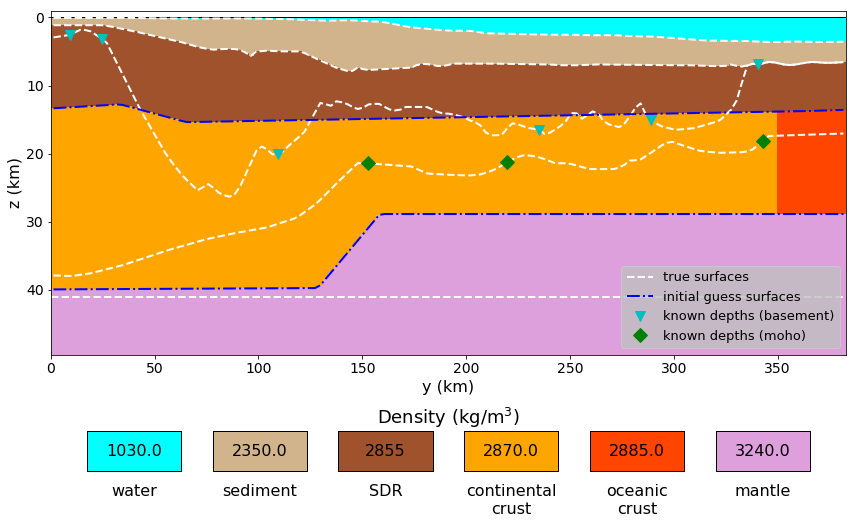 0
10
20
30
40
z (km)
true surfaces
initial guess surfaces
known depths (basement)
known depths (moho)
0 50 100 150 200 250 300 350
y (km)
Density (kg/m³)
1030.0 2350.0 2855 2870.0 2885.0 3240.0
water sediment SDR continental crust oceanic crust mantle